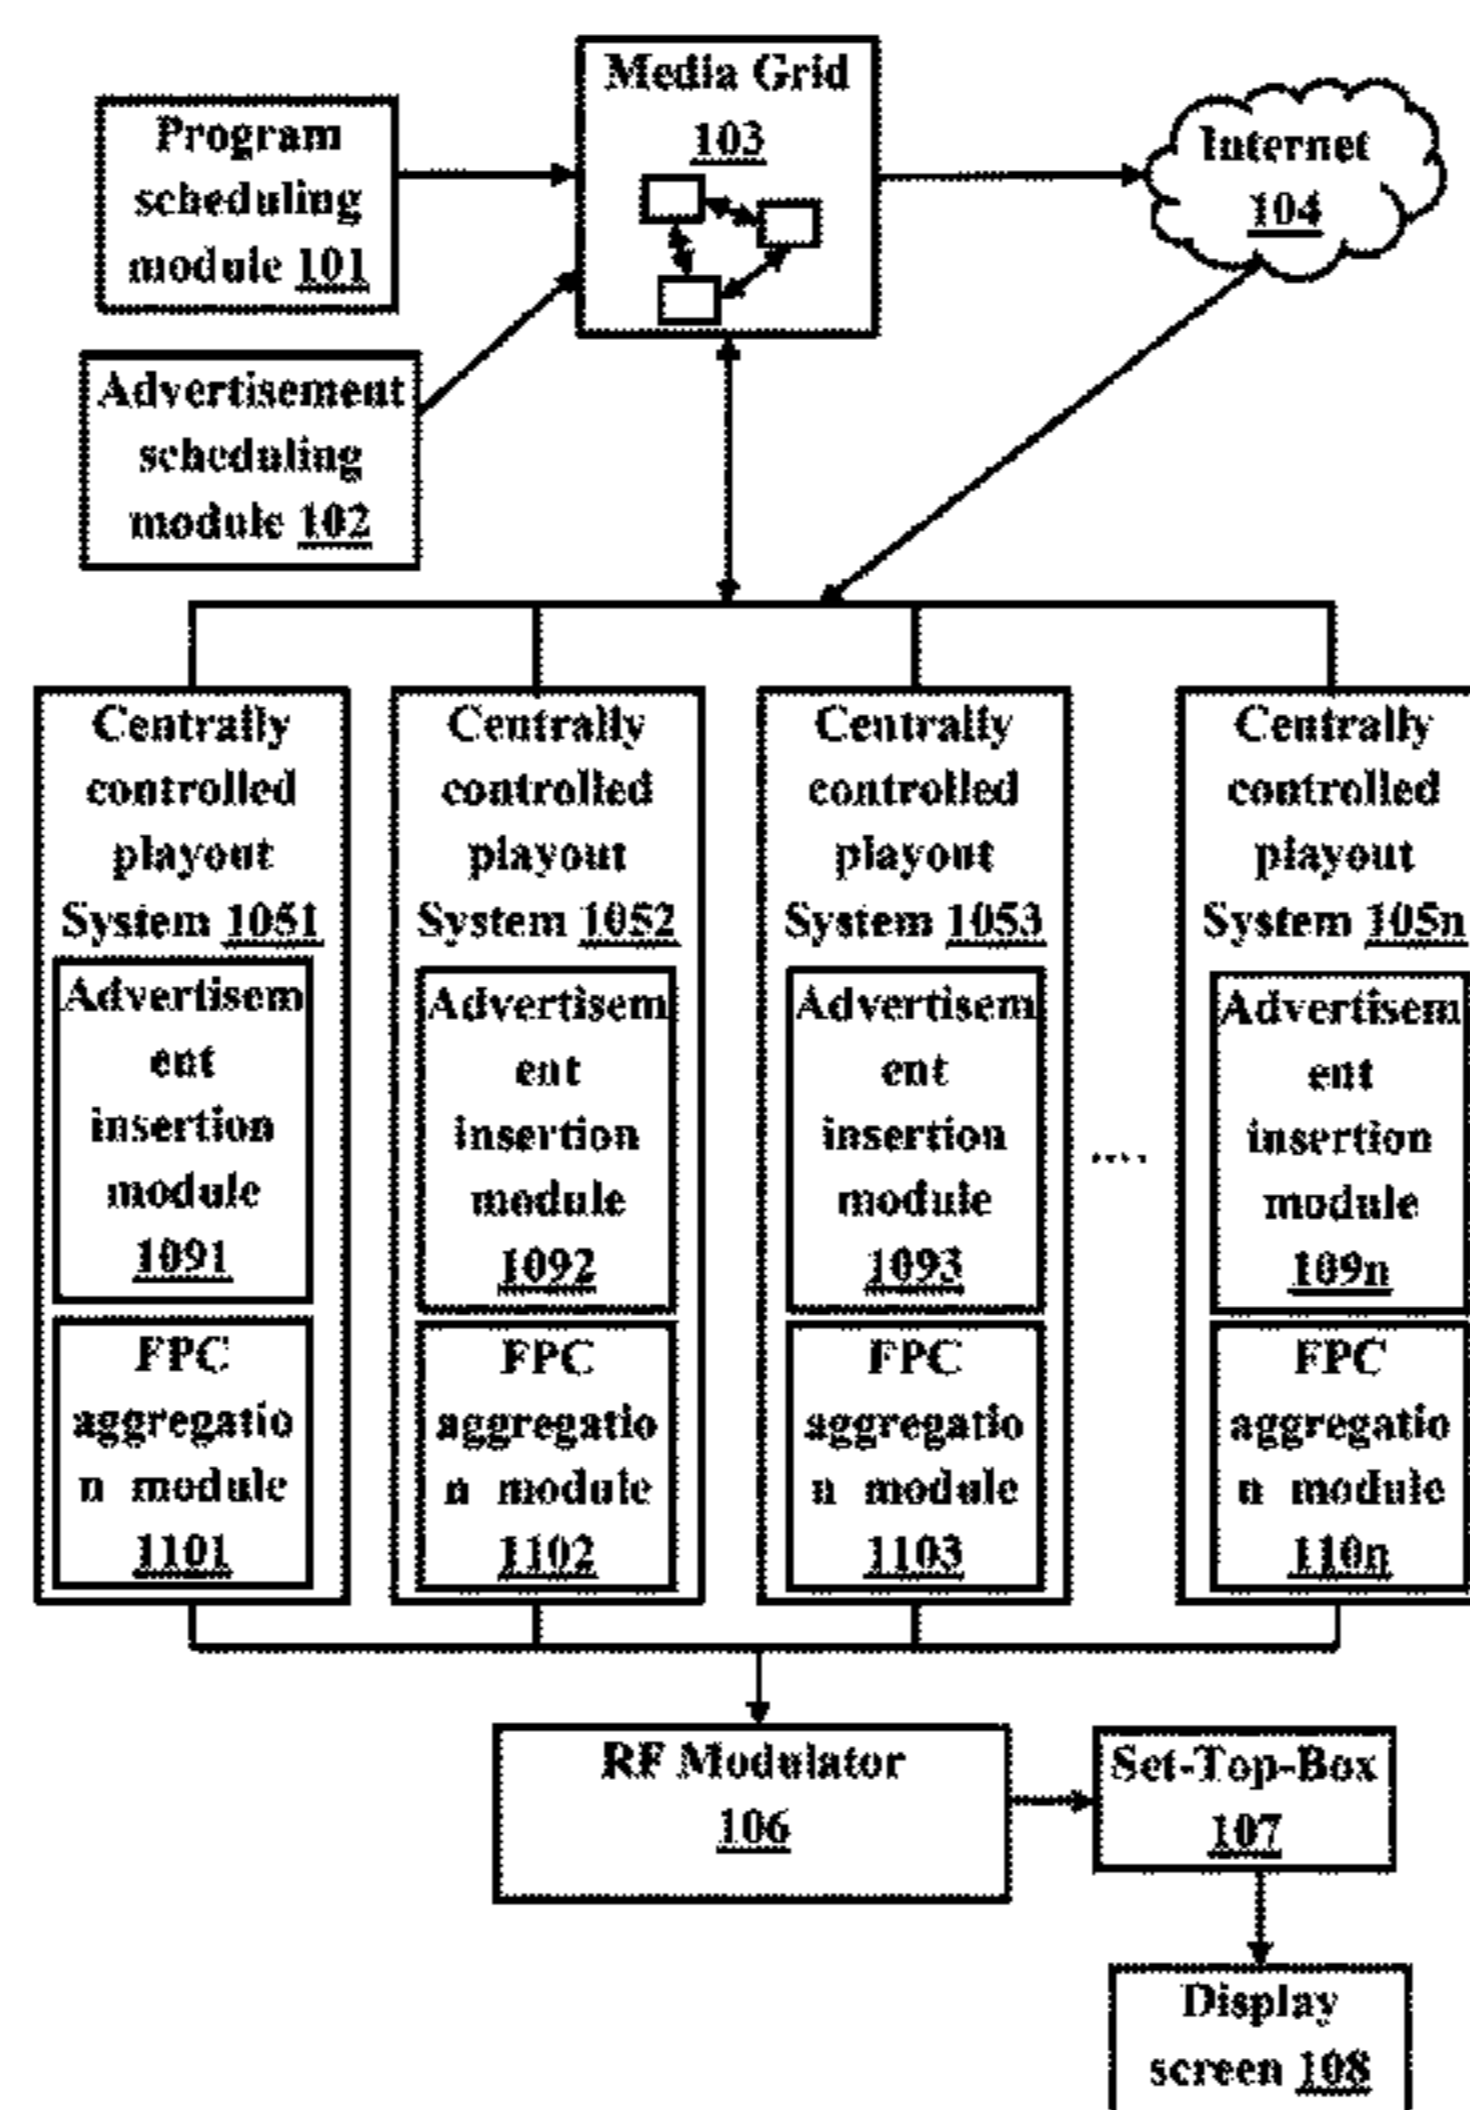 Program
scheduling
module 101
Media Grid
103
Internet
104
Advertisement
scheduling
module 102
Centrally
controlled
playout
System 1051
Advertisem
ent
insertion
module
1091
FPC
aggregatio
n module
1101
Centrally
controlled
playout
System 1052
Advertisem
ent
insertion
module
1092
FPC
aggregatio
n module
1102
Centrally
controlled
playout
System 1053
Advertisem
ent
insertion
module
1093
FPC
aggregatio
n module
1103
....
Centrally
controlled
playout
System 105n
Advertisem
ent
insertion
module
109n
FPC
aggregatio
n module
110n
RF Modulator
106
Set-Top-Box
107
Display
screen 108